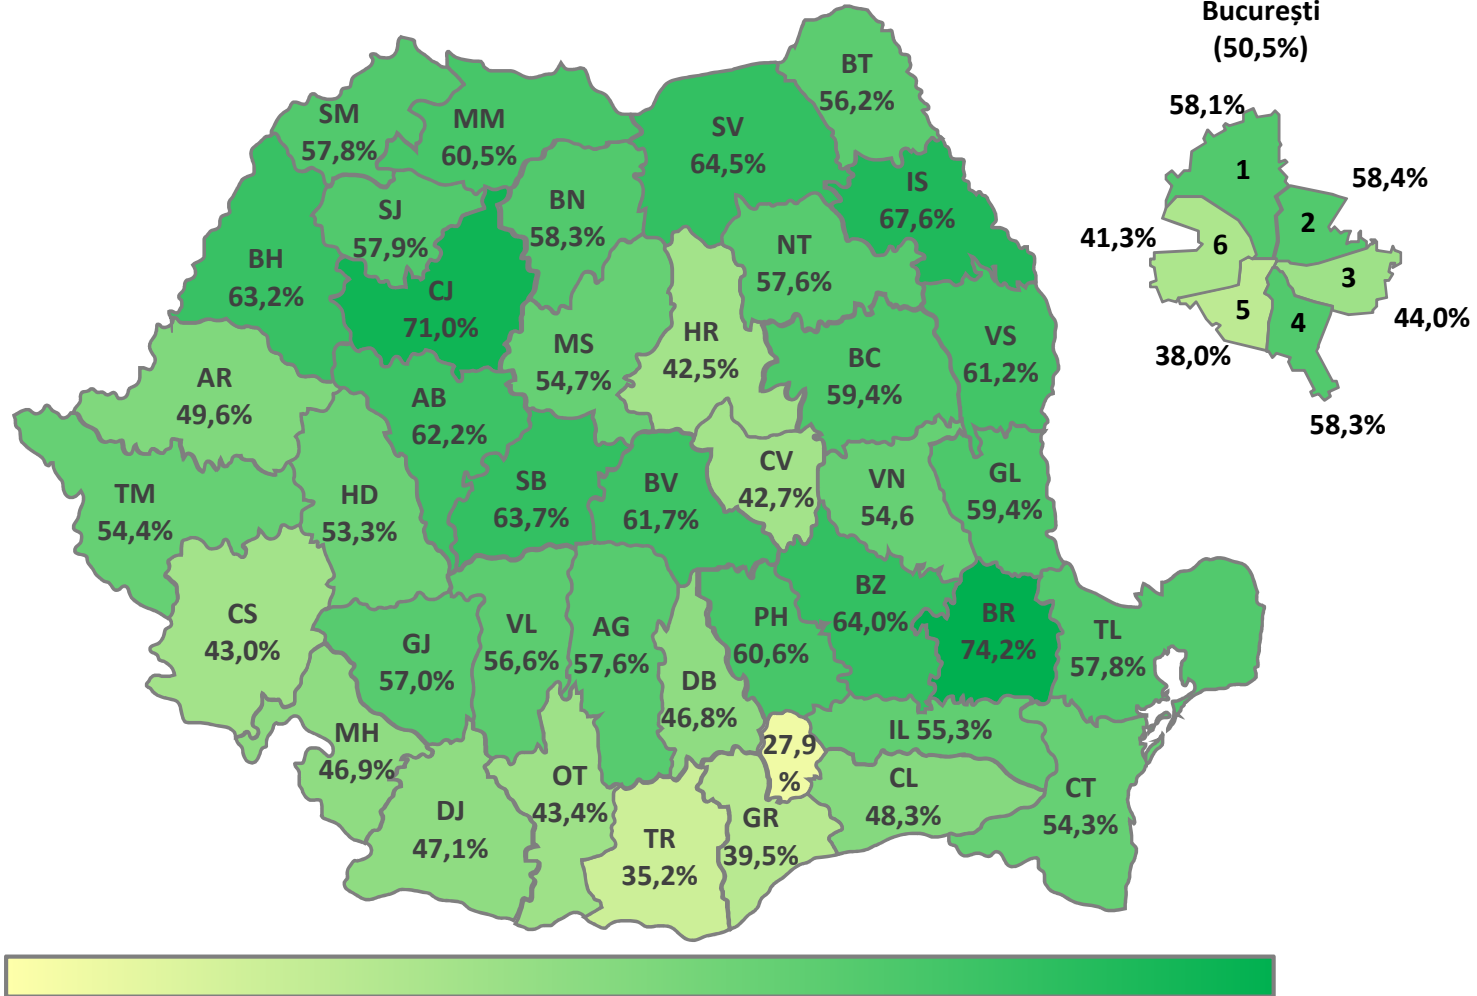 București
(50,5%)
58,1%
1
58,4%
2
41,3%
6
3
5
4
44,0%
38,0%
58,3%
BT
56,2%
SM
57,8%
MM
60,5%
SV
64,5%
IS
67,6%
SJ
57,9%
BN
58,3%
NT
57,6%
BH
63,2%
CJ
71,0%
MS
54,7%
HR
42,5%
BC
59,4%
VS
61,2%
AR
49,6%
AB
62,2%
TM
54,4%
HD
53,3%
SB
63,7%
BV
61,7%
CV
42,7%
VN
54,6
GL
59,4%
CS
43,0%
GJ
57,0%
VL
56,6%
AG
57,6%
DB
46,8%
PH
60,6%
BZ
64,0%
BR
74,2%
TL
57,8%
MH
46,9%
DJ
47,1%
OT
43,4%
TR
35,2%
GR
39,5%
27,9
%
IL 55,3%
CL
48,3%
CT
54,3%